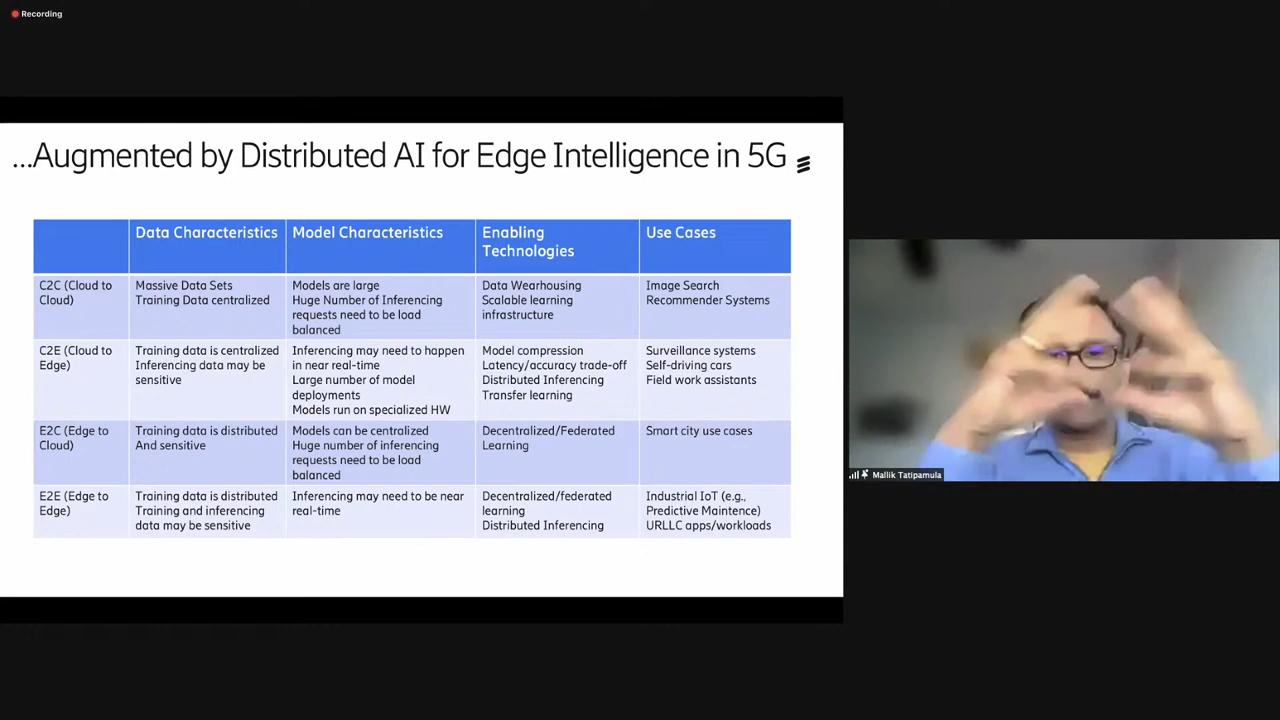 Recording
...Augmented by Distributed AI for Edge Intelligence in 5G
Data Characteristics
Model Characteristics
Enabling
Technologies
Use Cases
C2C (Cloud to
Cloud)
Massive Data Sets
Training Data centralized
Models are large
Huge Number of Inferencing
requests need to be load
balanced
Data Wearhousing
Scalable learning
infrastructure
Image Search
Recommender Systems
C2E (Cloud to
Edge)
Training data is centralized
Inferencing data may be
sensitive
Inferencing may need to happen
in near real-time
Large number of model
deployments
Models run on specialized HW
Model compression
Latency/accuracy trade-off
Distributed Inferencing
Transfer learning
Surveillance systems
Self-driving cars
Field work assistants
E2C (Edge to
Cloud)
Training data is distributed
And sensitive
Models can be centralized
Huge number of inferencing
requests need to be load
balanced
Decentralized/Federated
Learning
Smart city use cases
E2E (Edge to
Edge)
Training data is distributed
Training and inferencing
data may be sensitive
Inferencing may need to be near
real-time
Decentralized/federated
learning
Distributed Inferencing
Industrial IoT (e.g.,
Predictive Maintence)
URLLC apps/workloads
Mallik Tatipamula